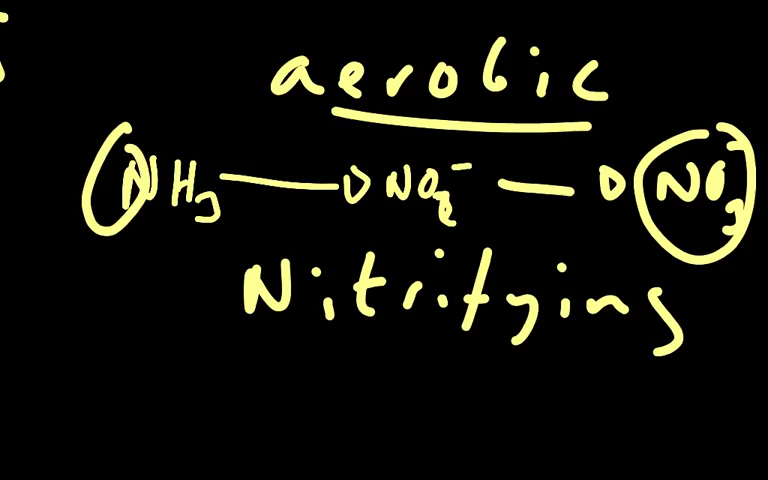 aerobic
NH₃ → NO₂⁻ → NO₃⁻
Nitrifying